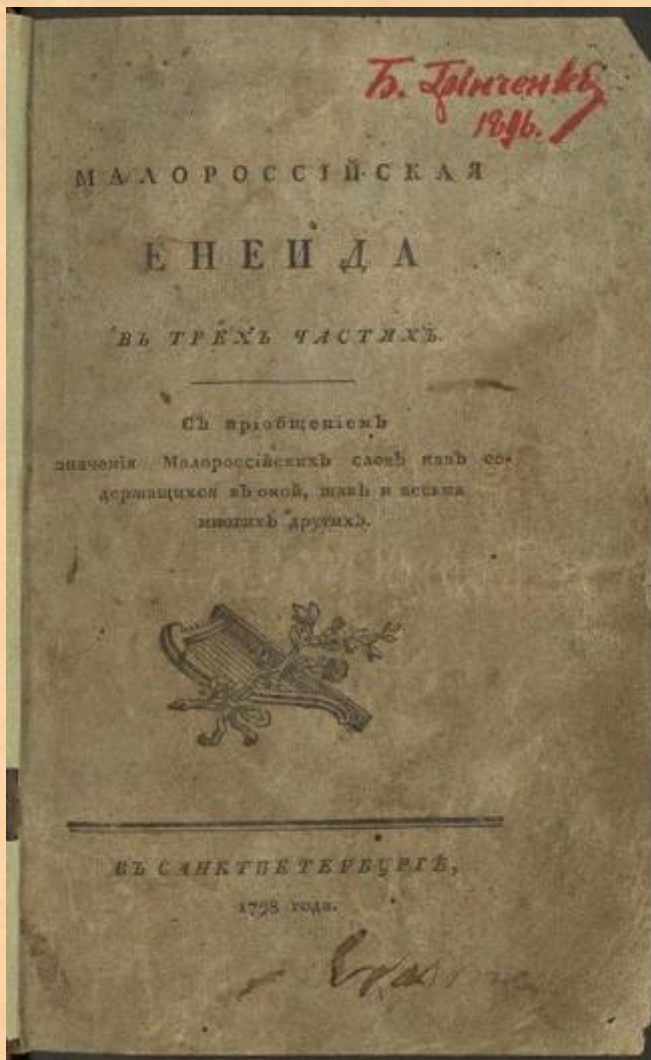 Б. Грінченко
1896.
МАЛОРОССІЙСКАЯ
ЕНЕИДА
ВЪ ТРЕХЪ ЧАСТЯХЪ.
Съ пріобщеніемъ
значенія Малороссійскихъ словъ какъ со-
держащихся въ оной, такъ и весьма
многихъ другихъ.
ВЪ САНКТПЕТЕРБУРГѢ,
1798 года.